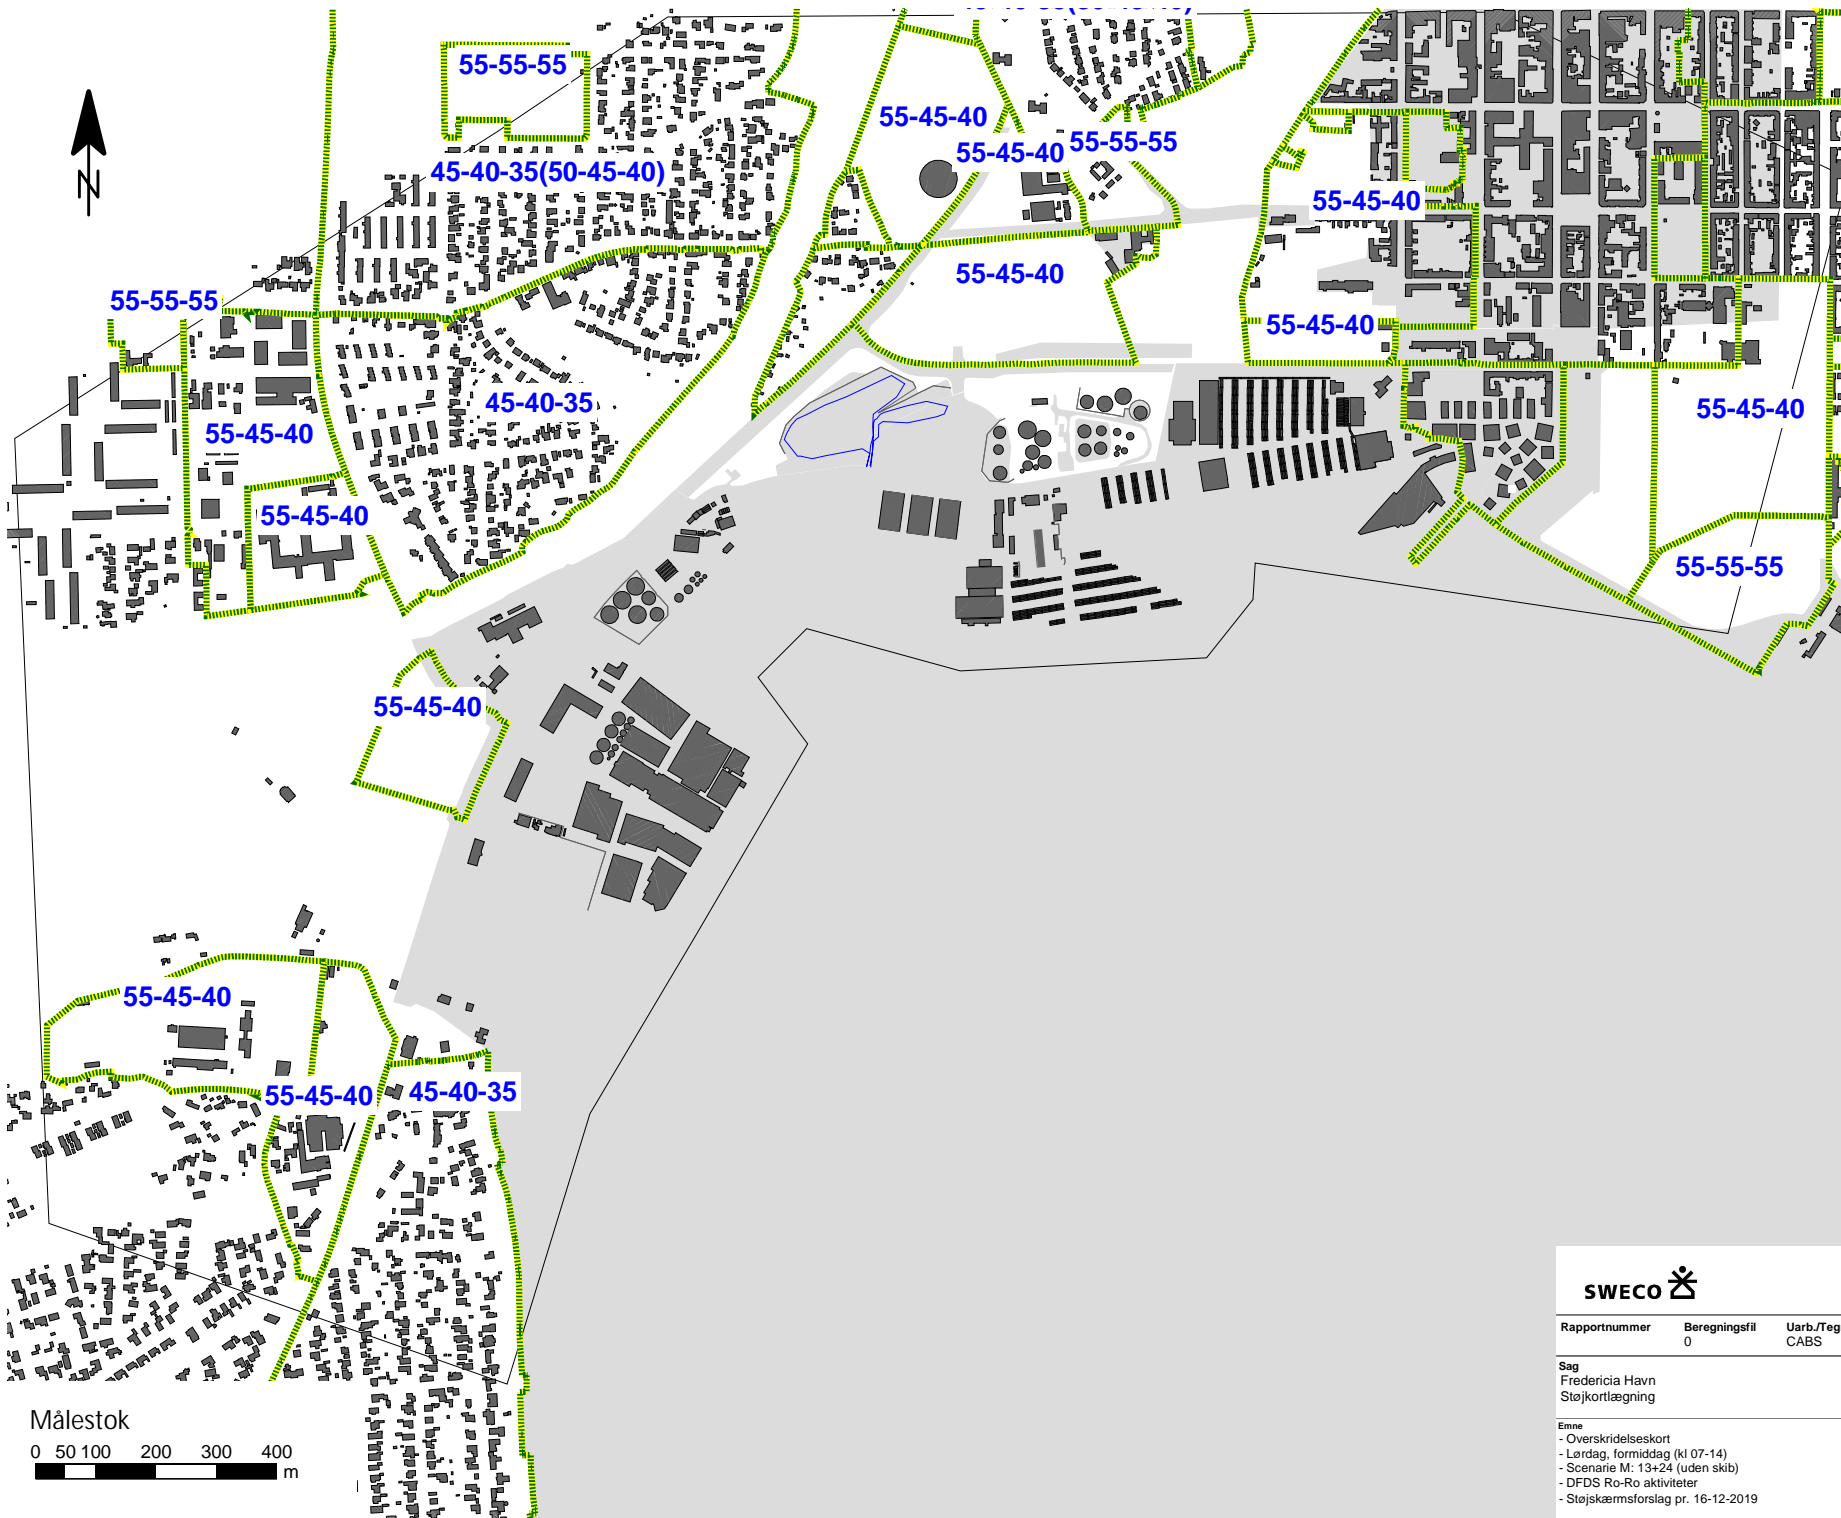 55-55-55
55-45-40
55-45-40
55-55-55
45-40-35(50-45-40)
55-45-40
N
55-45-40
55-55-55
55-45-40
45-40-35
55-45-40
55-45-40
55-45-40
55-55-55
55-45-40
55-45-40
55-45-40
45-40-35
SWECO
Rapportnummer Beregningsfil Uarb./Teg
0 CABS
Sag
Fredericia Havn
Støjkortlægning
Emne
- Overskridelseskort
- Lørdag, formiddag (kl 07-14)
- Scenarie M: 13+24 (uden skib)
- DFDS Ro-Ro aktiviteter
- Støjskærmsforslag pr. 16-12-2019
Målestok
0 50 100 200 300 400
m